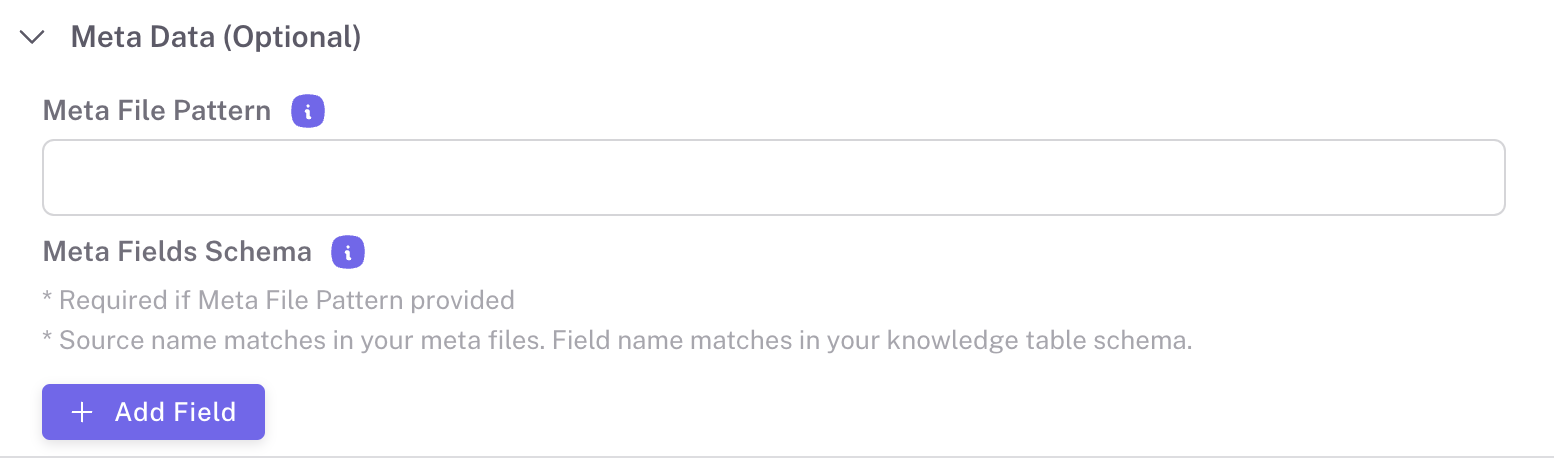 Meta Data (Optional)
Meta File Pattern i
Meta Fields Schema i
* Required if Meta File Pattern provided
* Source name matches in your meta files. Field name matches in your knowledge table schema.
+ Add Field